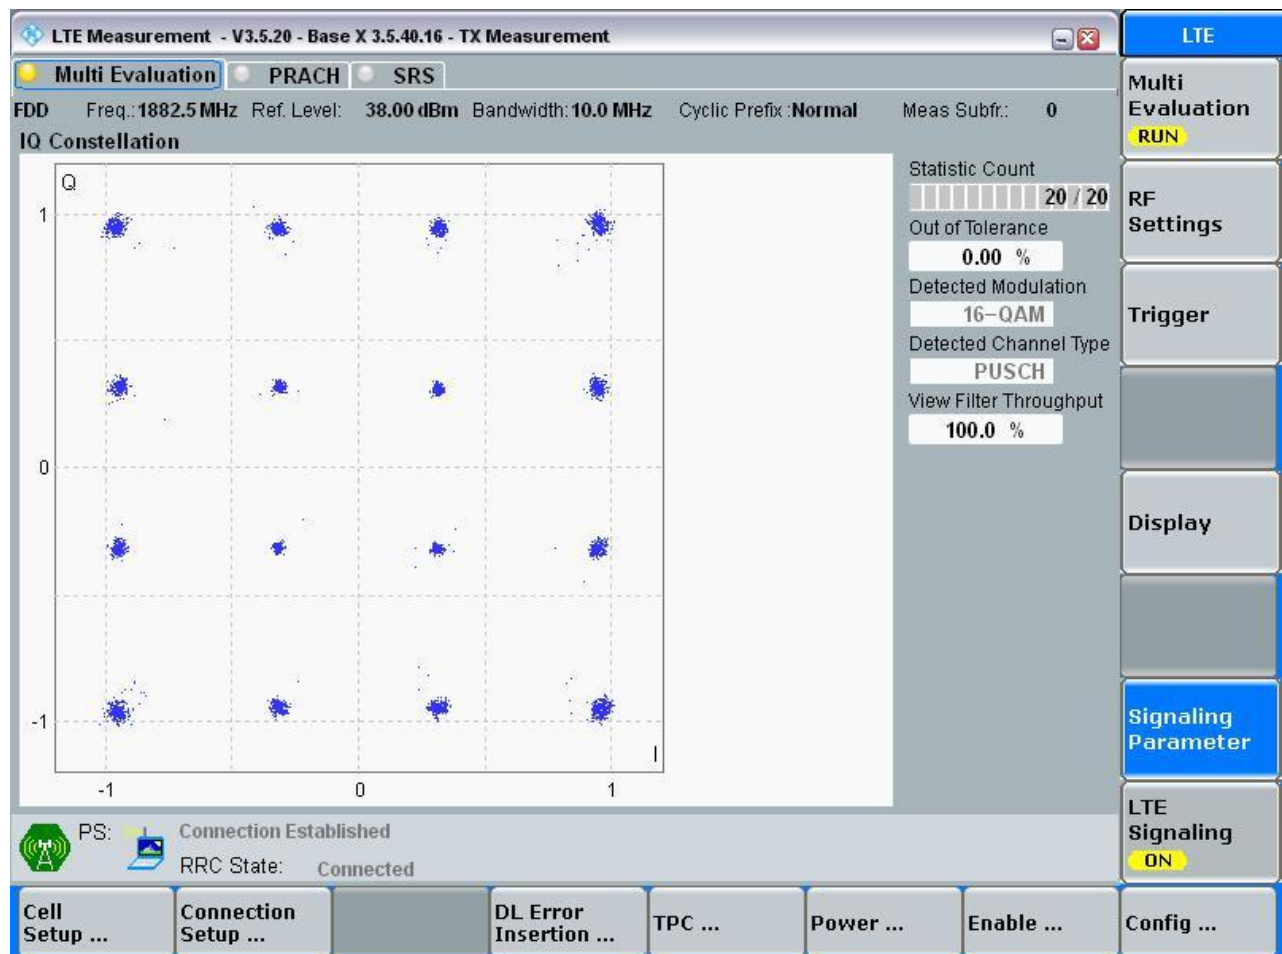 LTE Measurement - V3.5.20 - Base X 3.5.40.16 - TX Measurement
LTE
Multi Evaluation PRACH SRS
FDD Freq.: 1882.5 MHz Ref. Level: 38.00 dBm Bandwidth: 10.0 MHz Cyclic Prefix : Normal Meas Subfr.: 0
IQ Constellation
Q
1
0
-1
I
-1 0 1
Statistic Count
20 / 20
Out of Tolerance
0.00 %
Detected Modulation
16-QAM
Detected Channel Type
PUSCH
View Filter Throughput
100.0 %
Multi
Evaluation
RUN
RF
Settings
Trigger
Display
Signaling
Parameter
LTE
Signaling
ON
PS: Connection Established
RRC State: Connected
Cell
Setup ...
Connection
Setup ...
DL Error
Insertion ...
TPC ...
Power ...
Enable ...
Config ...